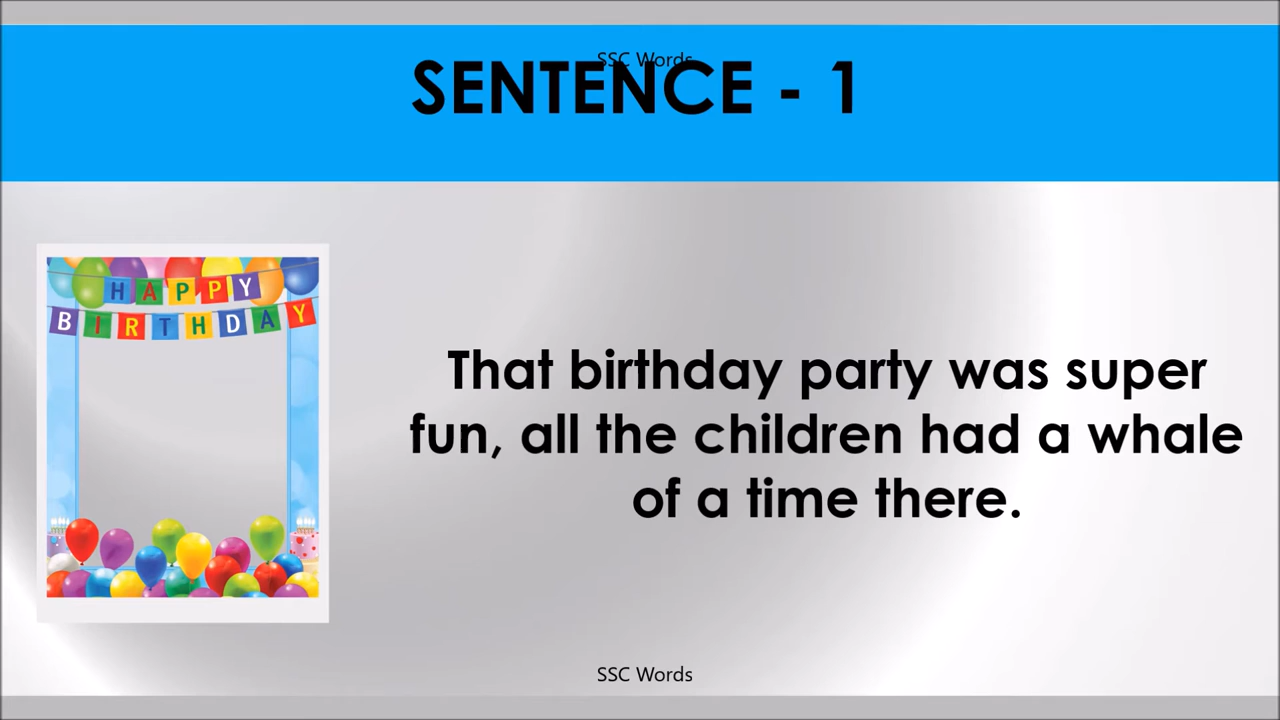 SSC Words
SENTENCE - 1
HAPPY
BIRTHDAY
That birthday party was super
fun, all the children had a whale
of a time there.
SSC Words